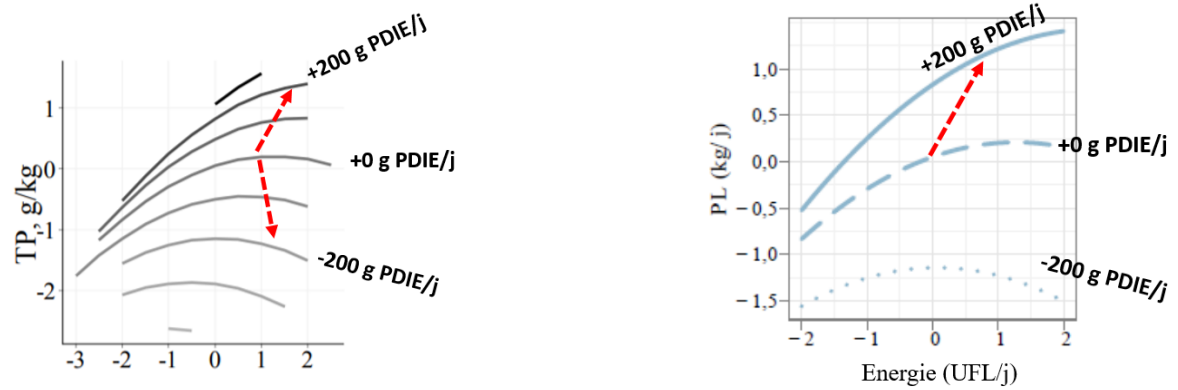 +200 g PDIE/j
1
0
-1
-2
TP, g/kg
+0 g PDIE/j
-200 g PDIE/j
-3 -2 -1 0 1 2
+200 g PDIE/j
1,0
0,5
0,0
−0,5
−1,0
−1,5
PL (kg/j)
+0 g PDIE/j
-200 g PDIE/j
−2 −1 0 1 2
Energie (UFL/j)